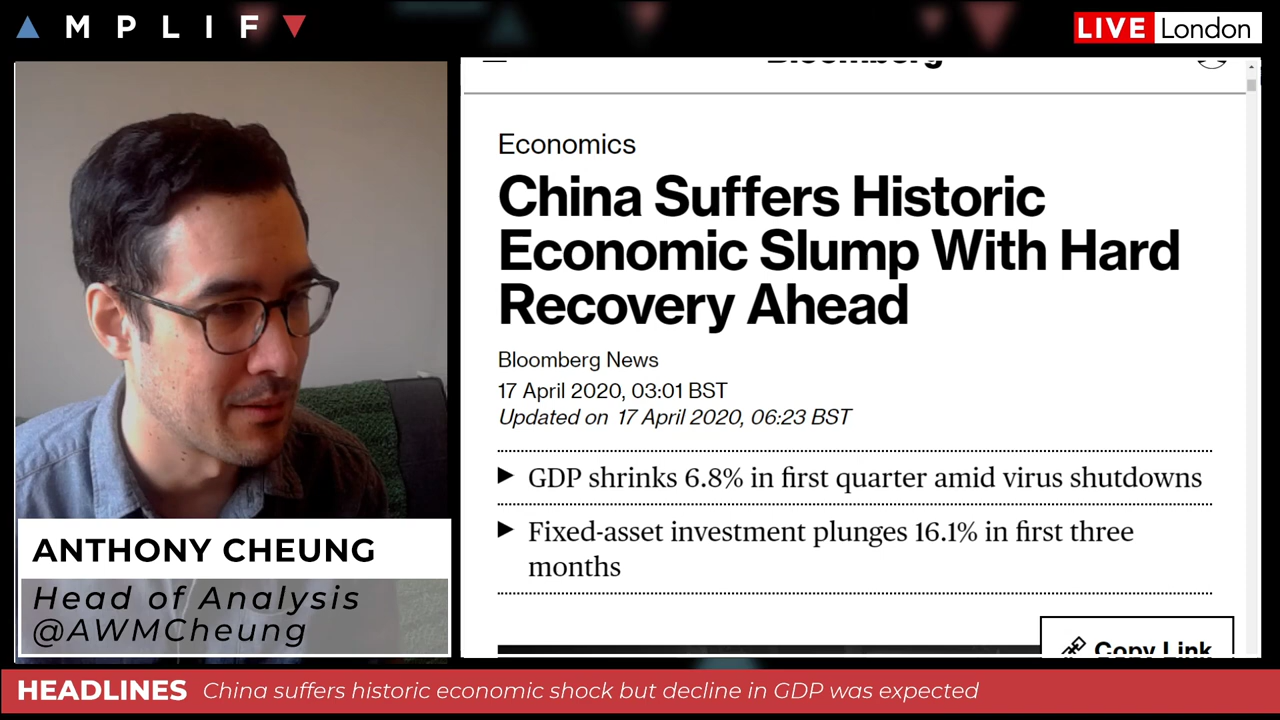 MPLIF
LIVE London
Bloomberg
Economics
China Suffers Historic
Economic Slump With Hard
Recovery Ahead
Bloomberg News
17 April 2020, 03:01 BST
Updated on 17 April 2020, 06:23 BST
GDP shrinks 6.8% in first quarter amid virus shutdowns
Fixed-asset investment plunges 16.1% in first three
months
Copy Link
ANTHONY CHEUNG
Head of Analysis
@AWMCheung
HEADLINES China suffers historic economic shock but decline in GDP was expected